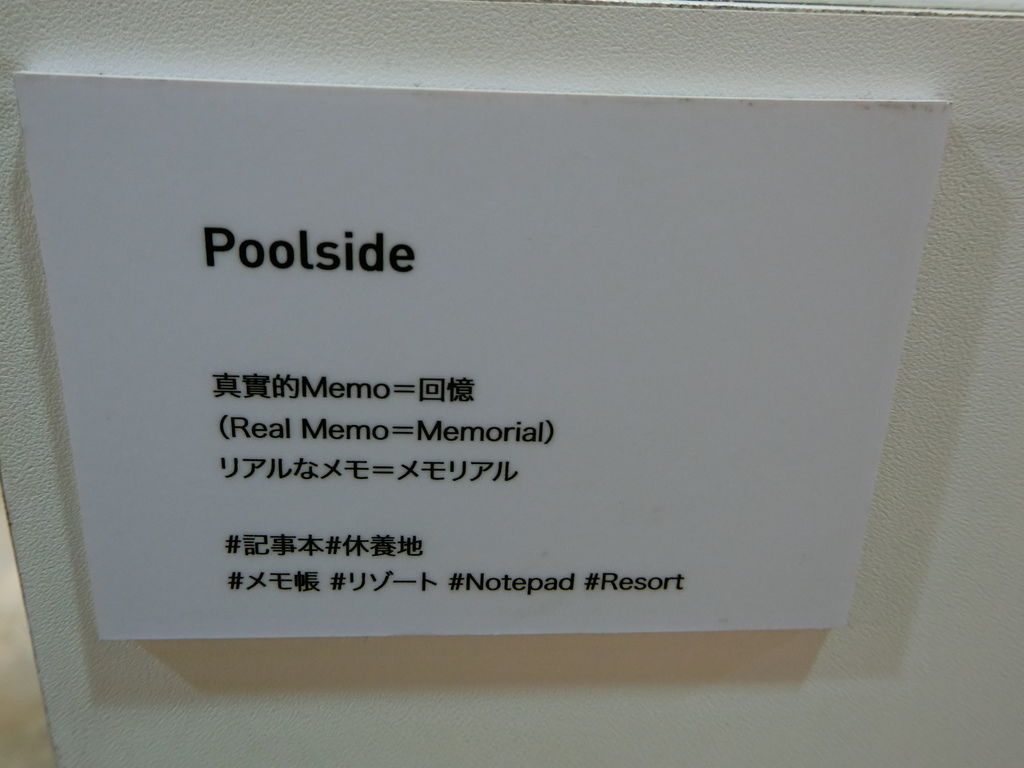 Poolside
真實的Memo＝回憶
（Real Memo＝Memorial）
リアルなメモ＝メモリアル
#記事本#休養地
#メモ帳 #リゾート #Notepad #Resort